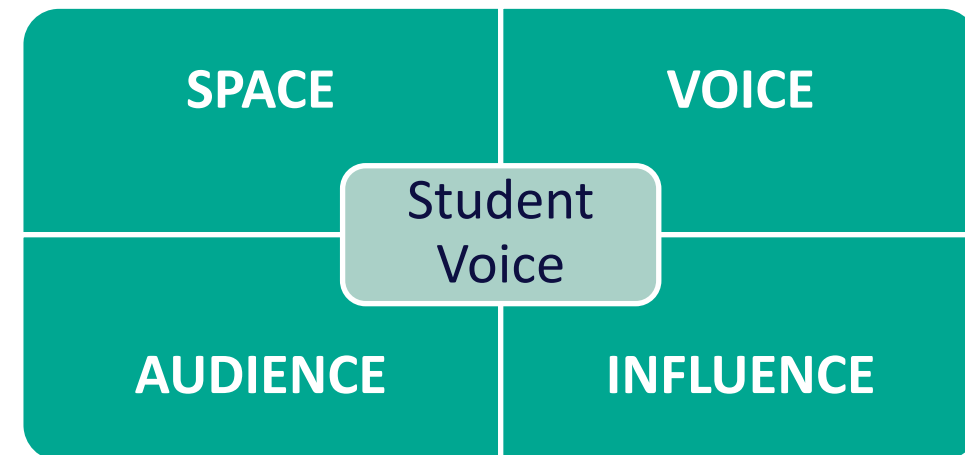 SPACE
VOICE
Student
Voice
AUDIENCE
INFLUENCE